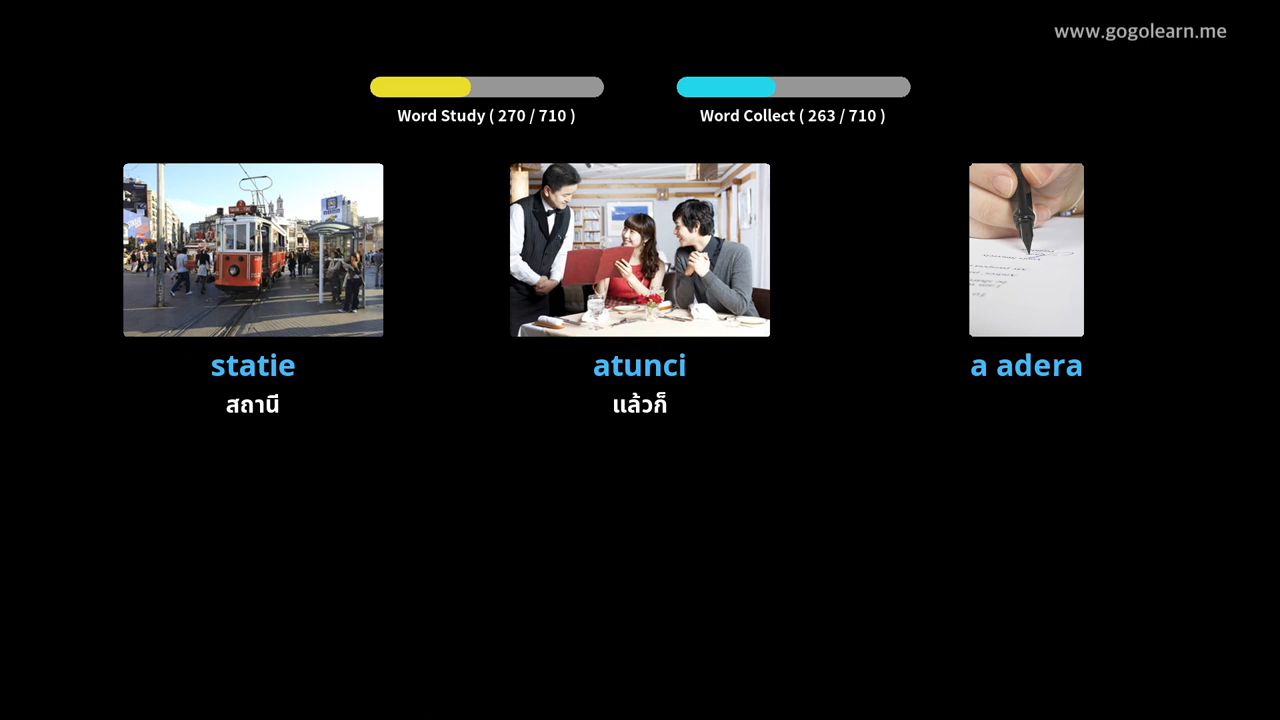 www.gogolearn.me
Word Study ( 270 / 710 )
Word Collect ( 263 / 710 )
statie
atunci
a adera
สถานี
แล้วก็